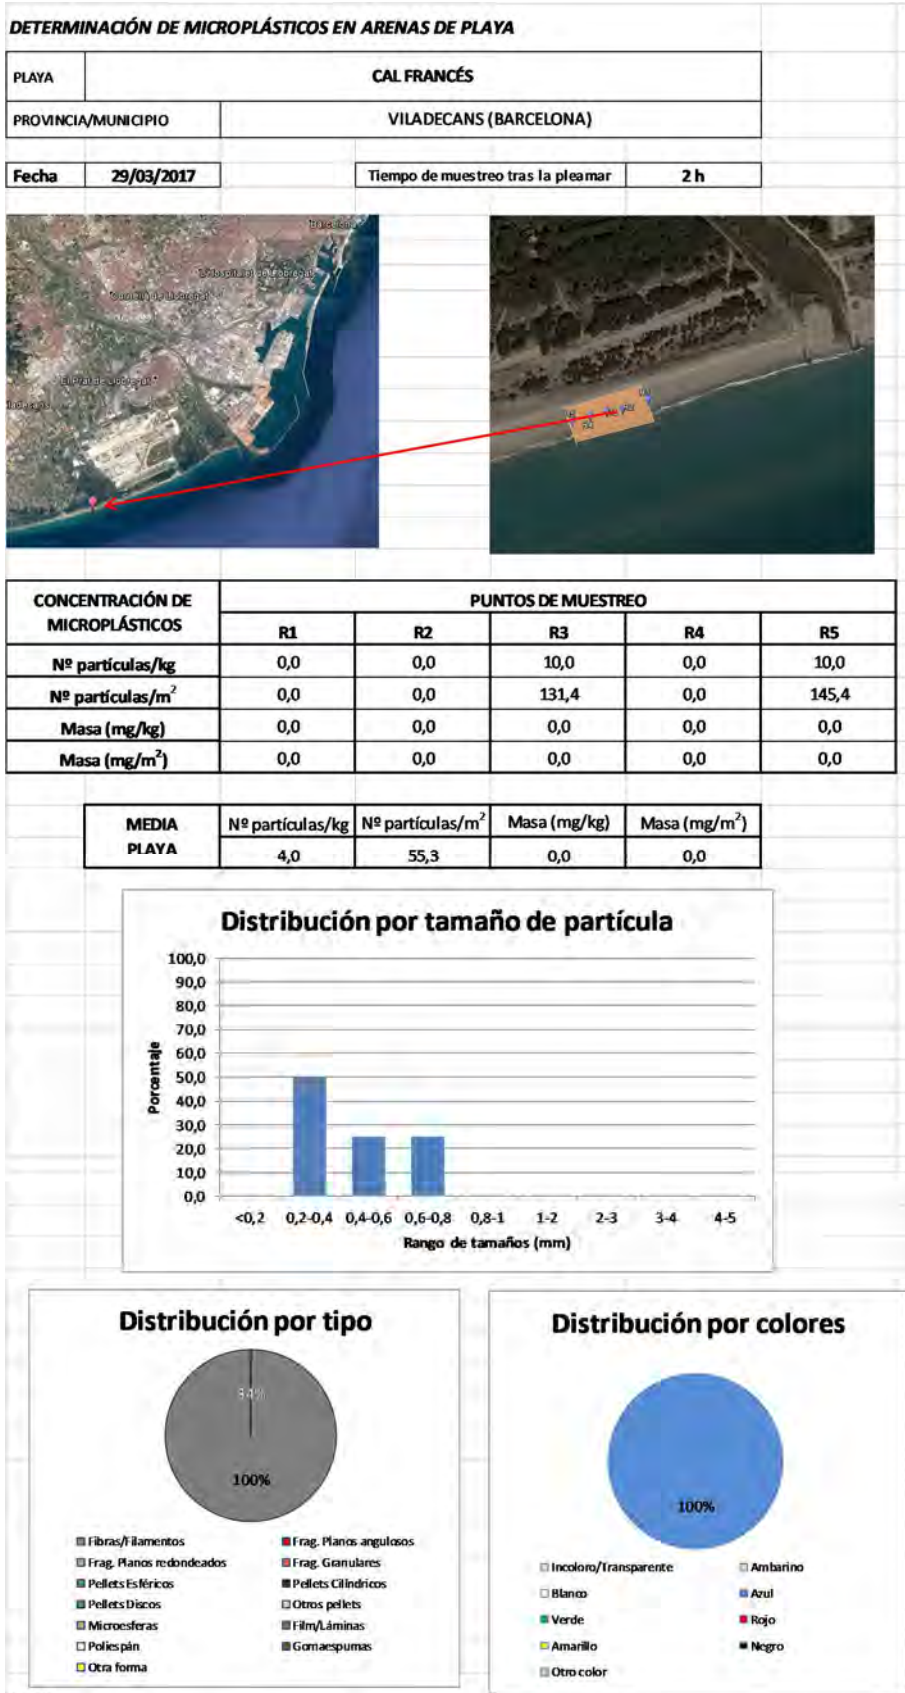 DETERMINACIÓN DE MICROPLÁSTICOS EN ARENAS DE PLAYA
PLAYA CAL FRANCÉS
PROVINCIA/MUNICIPIO VILADECANS (BARCELONA)
Fecha 29/03/2017 Tiempo de muestreo tras la pleamar 2 h
Barcelona
L'Hospitalet de Llobregat
Cornellà de Llobregat
El Prat de Llobregat
CONCENTRACIÓN DE MICROPLÁSTICOS PUNTOS DE MUESTREO
R1 R2 R3 R4 R5
Nº partículas/kg 0,0 0,0 10,0 0,0 10,0
Nº partículas/m² 0,0 0,0 131,4 0,0 145,4
Masa (mg/kg) 0,0 0,0 0,0 0,0 0,0
Masa (mg/m²) 0,0 0,0 0,0 0,0 0,0
MEDIA PLAYA Nº partículas/kg Nº partículas/m² Masa (mg/kg) Masa (mg/m²)
4,0 55,3 0,0 0,0
Distribución por tamaño de partícula
Porcentaje
100,0
90,0
80,0
70,0
60,0
50,0
40,0
30,0
20,0
10,0
0,0
<0,2 0,2-0,4 0,4-0,6 0,6-0,8 0,8-1 1-2 2-3 3-4 4-5
Rango de tamaños (mm)
Distribución por tipo
100%
Fibras/Filamentos Frag. Planos angulosos
Frag. Planos redondeados Frag. Granulares
Pellets Esféricos Pellets Cilíndricos
Pellets Discos Otros pellets
Microesferas Film/Láminas
Poliespán Gomaespumas
Otra forma
Distribución por colores
100%
Incoloro/Transparente Ambarino
Blanco Azul
Verde Rojo
Amarillo Negro
Otro color